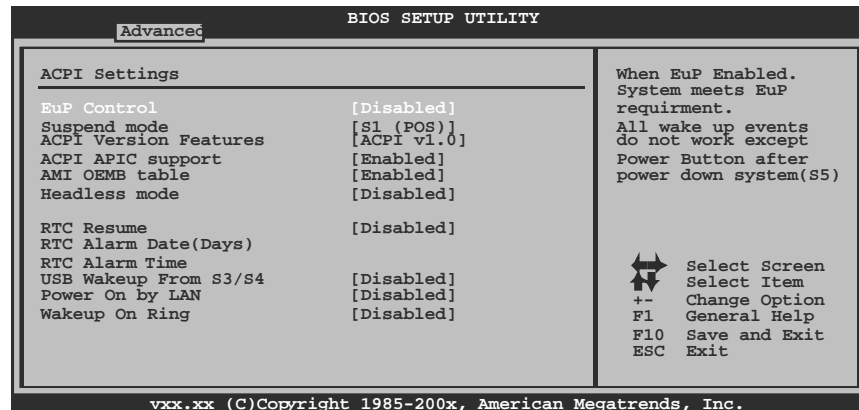 BIOS SETUP UTILITY
Advanced
ACPI Settings
EuP Control [Disabled]
Suspend mode [S1 (POS)]
ACPI Version Features [ACPI v1.0]
ACPI APIC support [Enabled]
AMI OEMB table [Enabled]
Headless mode [Disabled]
RTC Resume [Disabled]
RTC Alarm Date(Days)
RTC Alarm Time
USB Wakeup From S3/S4 [Disabled]
Power On by LAN [Disabled]
Wakeup On Ring [Disabled]
When EuP Enabled.
System meets EuP
requirment.
All wake up events
do not work except
Power Button after
power down system(S5)
Select Screen
Select Item
+- Change Option
F1 General Help
F10 Save and Exit
ESC Exit
vxx.xx (C)Copyright 1985-200x, American Megatrends, Inc.